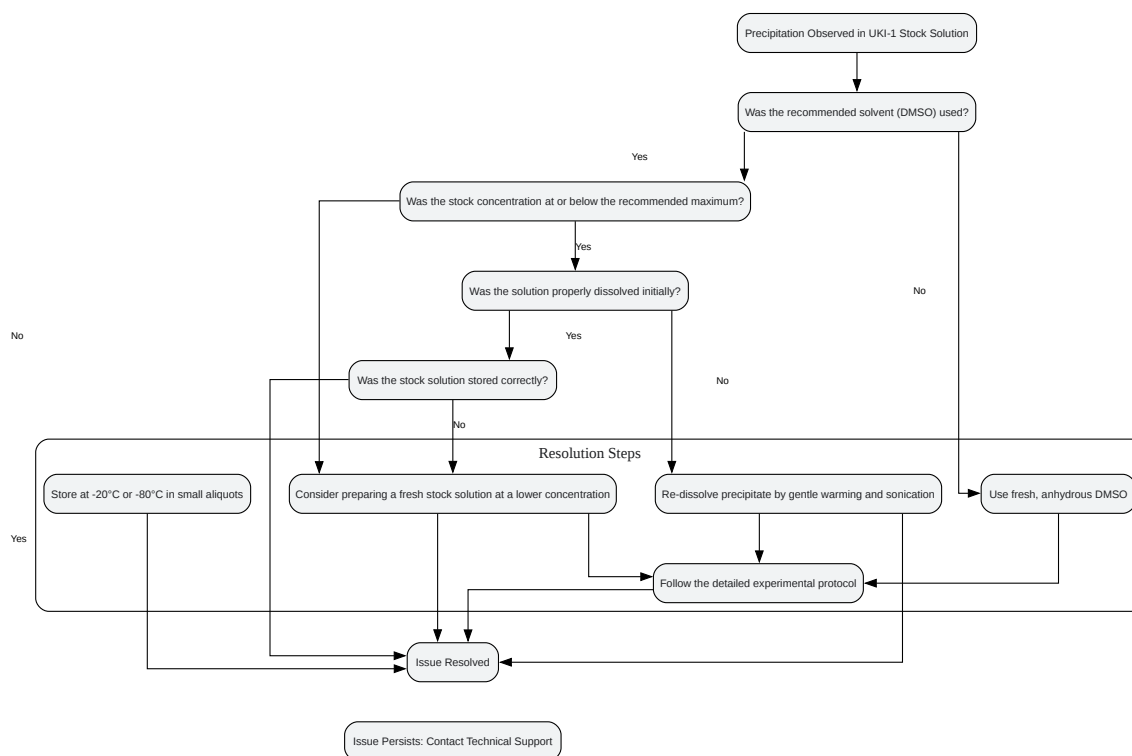 Precipitation Observed in UKI-1 Stock Solution
Was the recommended solvent (DMSO) used?
Yes
Was the stock concentration at or below the recommended maximum?
Yes
Was the solution properly dissolved initially?
No
No
Yes
Was the stock solution stored correctly?
No
No
Resolution Steps
Store at -20°C or -80°C in small aliquots
Consider preparing a fresh stock solution at a lower concentration
Re-dissolve precipitate by gentle warming and sonication
Use fresh, anhydrous DMSO
Yes
Follow the detailed experimental protocol
Issue Resolved
Issue Persists: Contact Technical Support